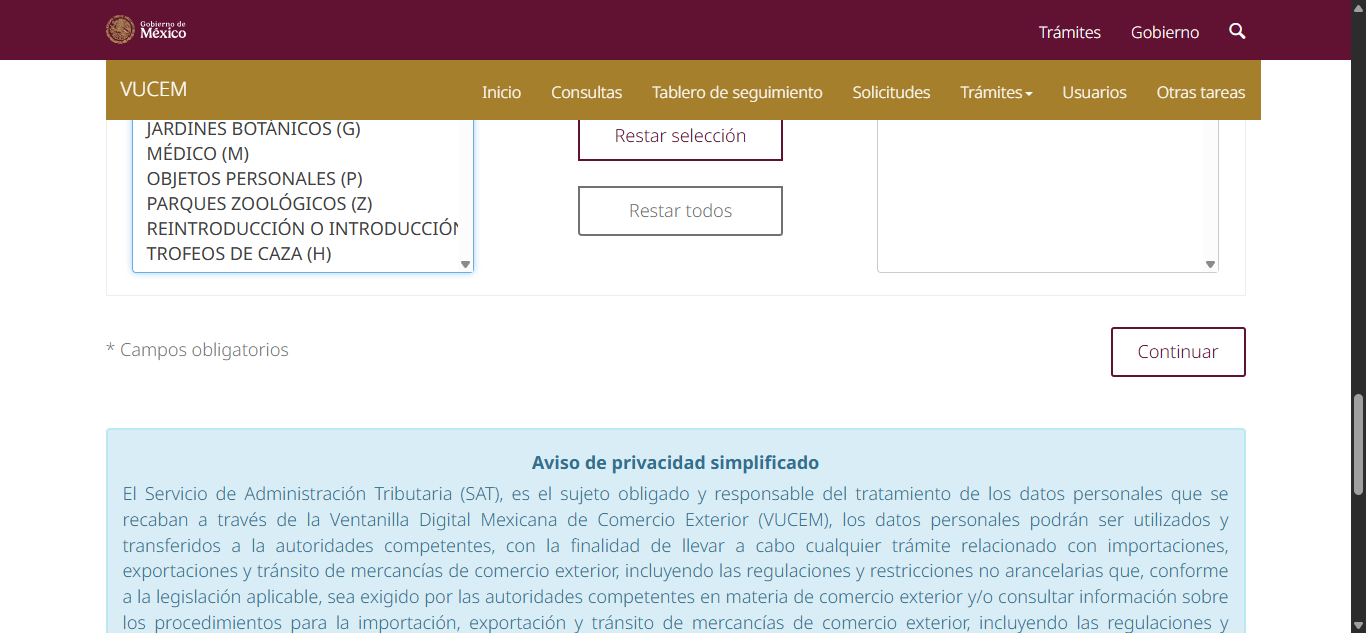 Gobierno de
México
Trámites
Gobierno
VUCEM
Inicio
Consultas
Tablero de seguimiento
Solicitudes
Trámites
Usuarios
Otras tareas
JARDINES BOTÁNICOS (G)
MÉDICO (M)
OBJETOS PERSONALES (P)
PARQUES ZOOLÓGICOS (Z)
REINTRODUCCIÓN O INTRODUCCIÓN
TROFEOS DE CAZA (H)
Restar selección
Restar todos
* Campos obligatorios
Continuar
Aviso de privacidad simplificado
El Servicio de Administración Tributaria (SAT), es el sujeto obligado y responsable del tratamiento de los datos personales que se
recaban a través de la Ventanilla Digital Mexicana de Comercio Exterior (VUCEM), los datos personales podrán ser utilizados y
transferidos a la autoridades competentes, con la finalidad de llevar a cabo cualquier trámite relacionado con importaciones,
exportaciones y tránsito de mercancías de comercio exterior, incluyendo las regulaciones y restricciones no arancelarias que, conforme
a la legislación aplicable, sea exigido por las autoridades competentes en materia de comercio exterior y/o consultar información sobre
los procedimientos para la importación, exportación y tránsito de mercancías de comercio exterior, incluyendo las regulaciones y